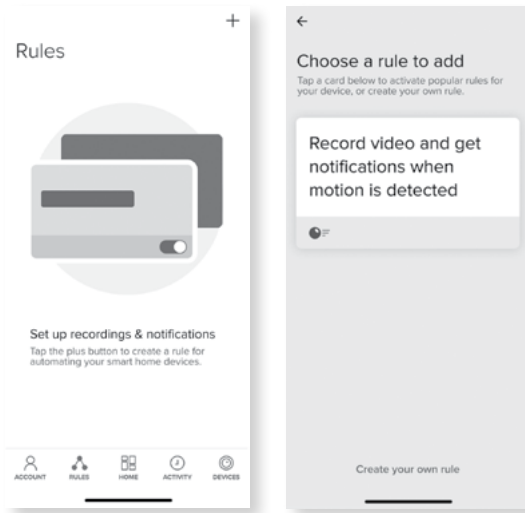 Rules
Set up recordings & notifications
Tap the plus button to create a rule for
automating your smart home devices.
ACCOUNT
RULES
HOME
ACTIVITY
DEVICES
Choose a rule to add
Tap a card below to activate popular rules for
your device, or create your own rule.
Record video and get
notifications when
motion is detected
Create your own rule